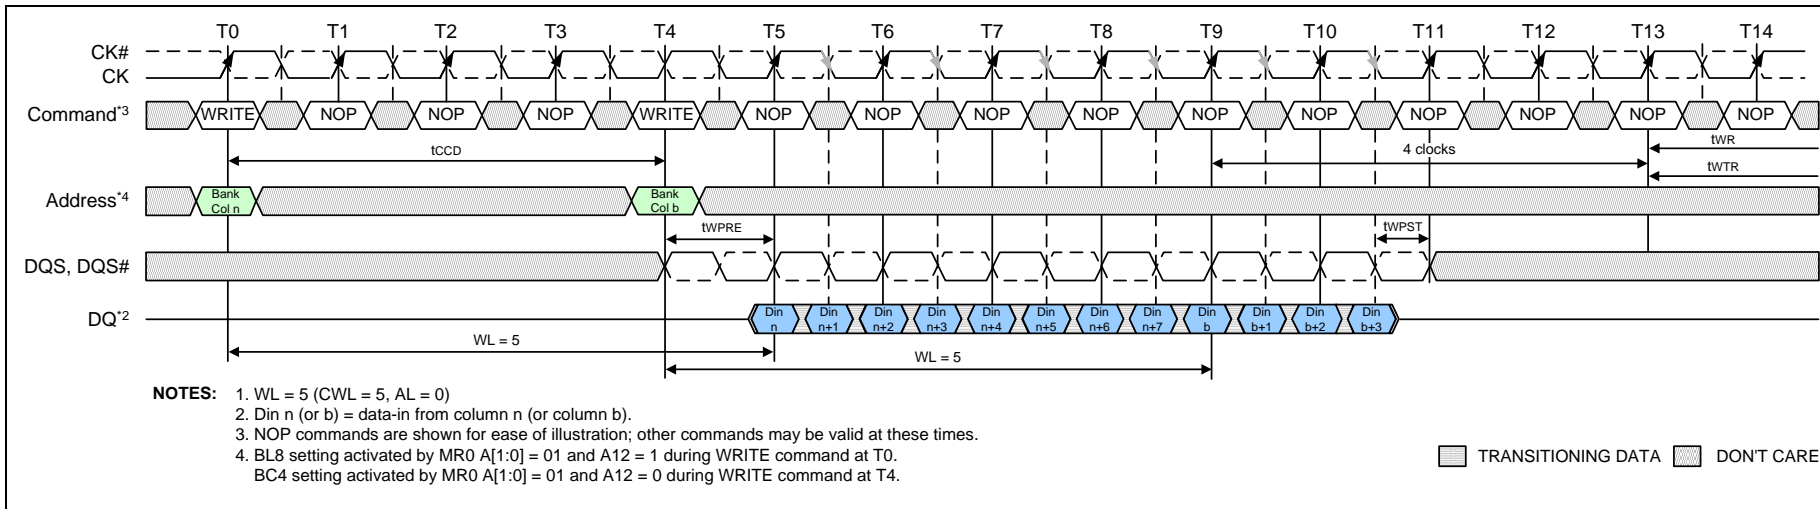 T0 T1 T2 T3 T4 T5 T6 T7 T8 T9 T10 T11 T12 T13 T14
CK#
CK
Command*3 WRITE NOP NOP NOP WRITE NOP NOP NOP NOP NOP NOP NOP NOP NOP NOP
tCCD 4 clocks tWR
tWTR
Address*4 Bank Col n Bank Col b
tWPRE tWPST
DQS, DQS#
DQ*2 Din n Din n+1 Din n+2 Din n+3 Din n+4 Din n+5 Din n+6 Din n+7 Din b Din b+1 Din b+2 Din b+3
WL = 5 WL = 5
NOTES: 1. WL = 5 (CWL = 5, AL = 0)
2. Din n (or b) = data-in from column n (or column b).
3. NOP commands are shown for ease of illustration; other commands may be valid at these times.
4. BL8 setting activated by MR0 A[1:0] = 01 and A12 = 1 during WRITE command at T0.
BC4 setting activated by MR0 A[1:0] = 01 and A12 = 0 during WRITE command at T4.
TRANSITIONING DATA DON'T CARE